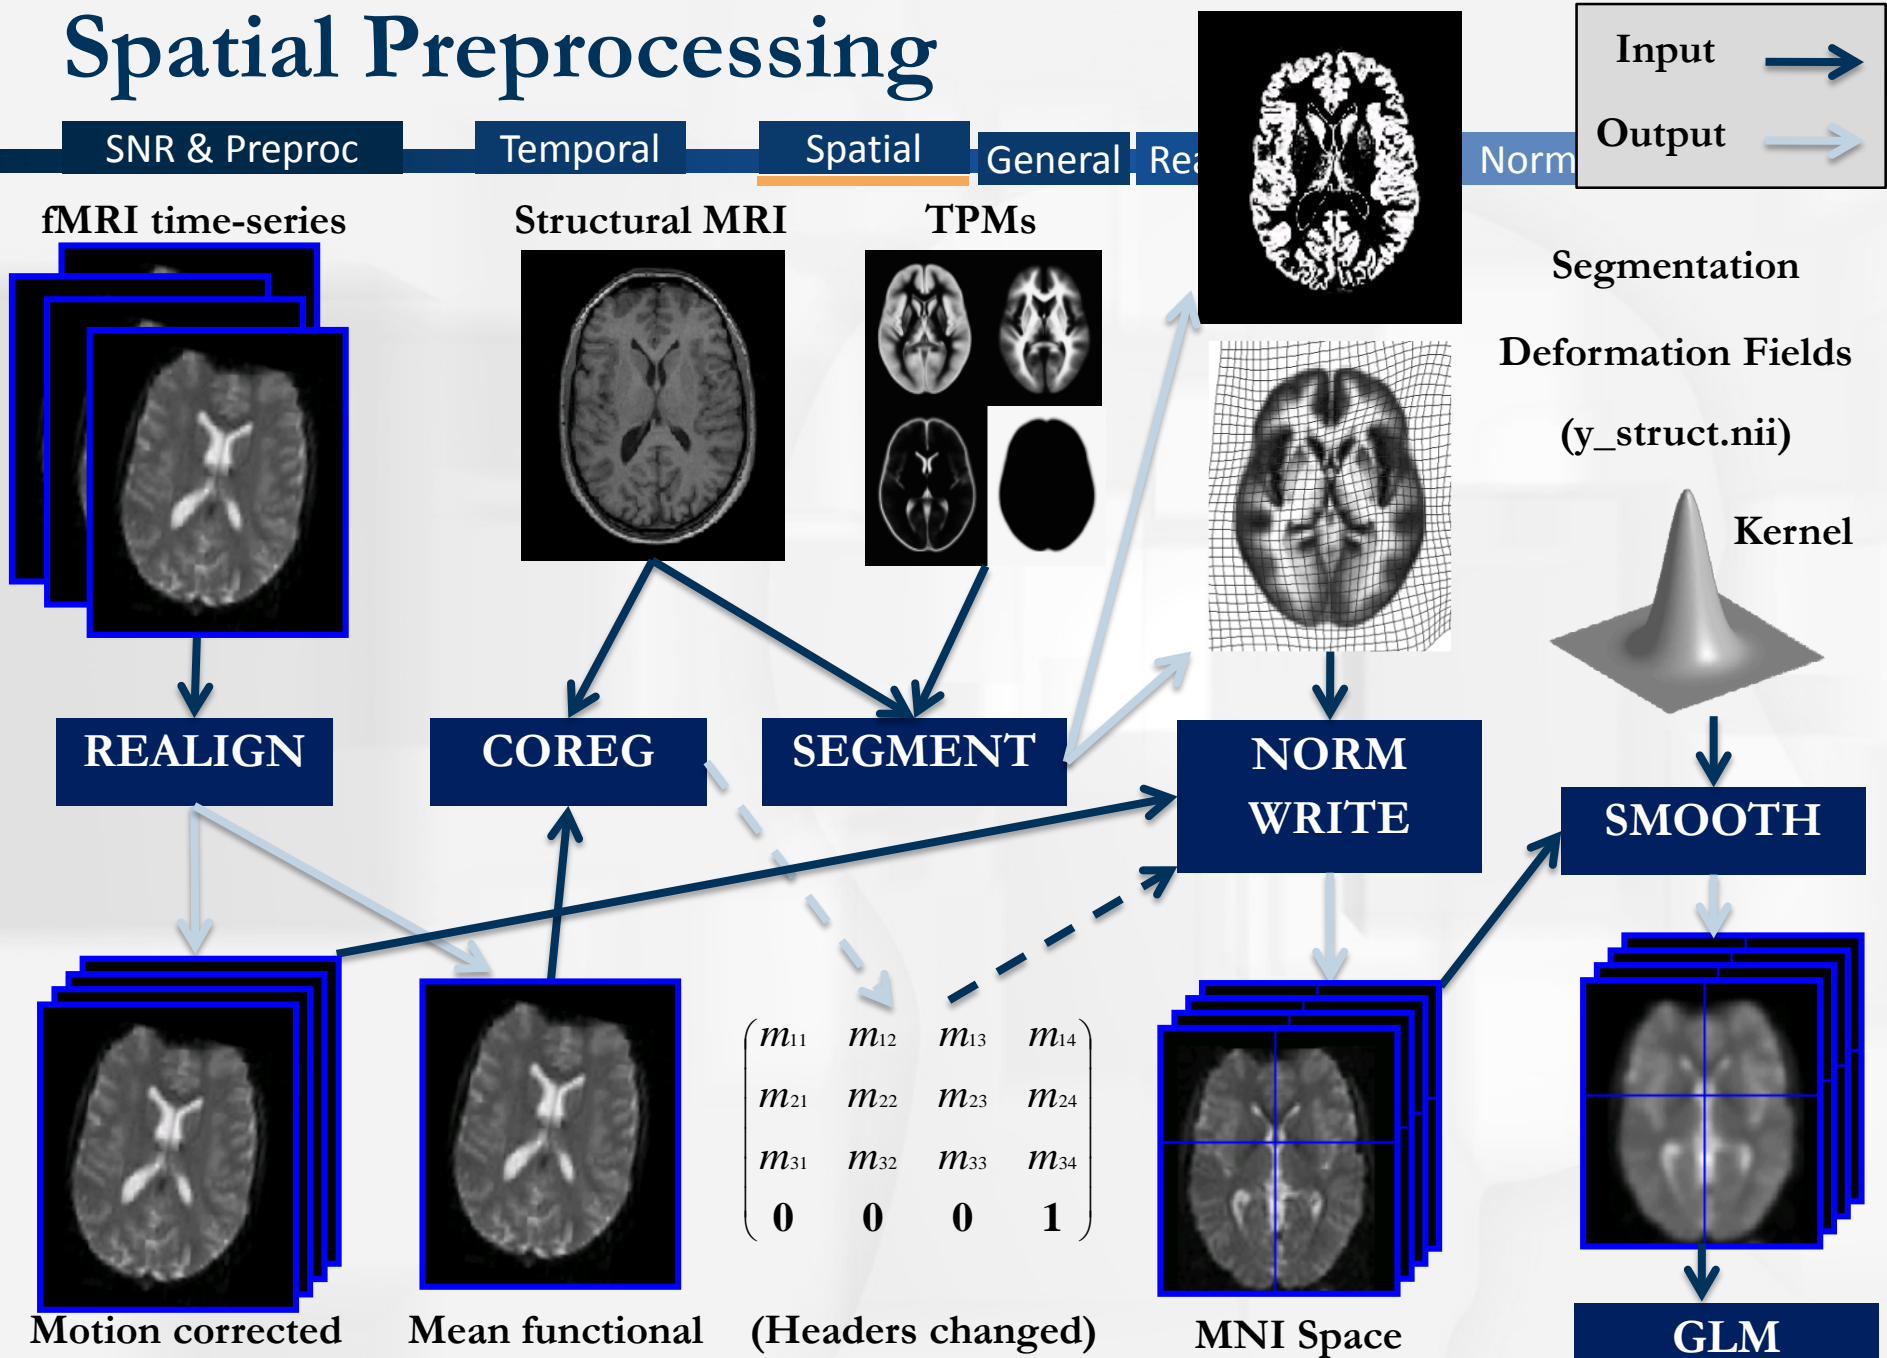 Spatial Preprocessing
Input
Output
SNR & Preproc
Temporal
Spatial
General
Rea
Norm
fMRI time-series
Structural MRI
TPMs
Segmentation
Deformation Fields
(y_struct.nii)
Kernel
REALIGN
COREG
SEGMENT
NORM
WRITE
SMOOTH
m11 m12 m13 m14
m21 m22 m23 m24
m31 m32 m33 m34
0 0 0 1
Motion corrected
Mean functional
(Headers changed)
MNI Space
GLM